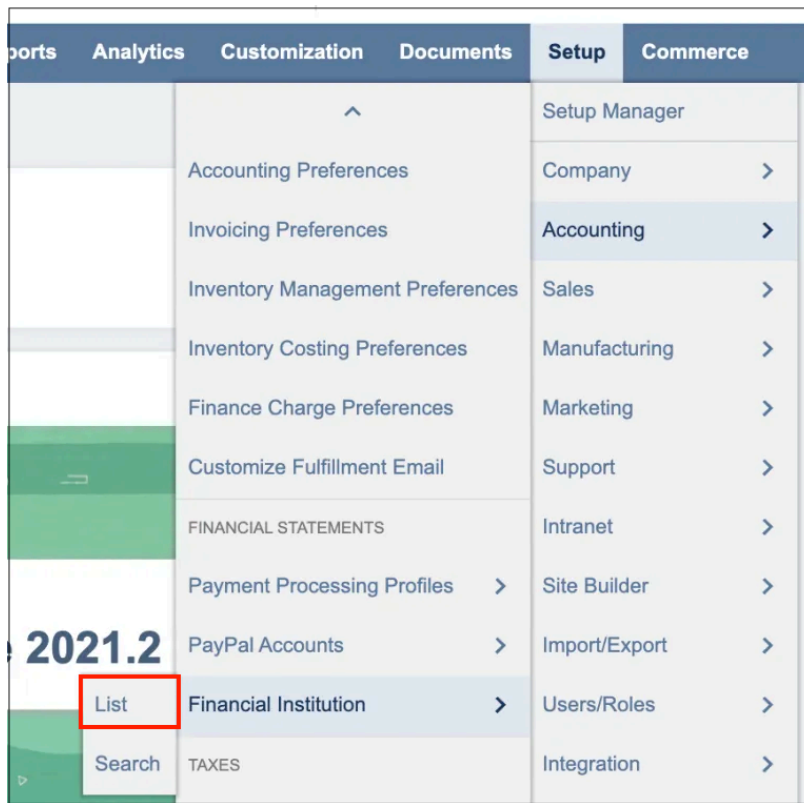 Analytics Customization Documents Setup Commerce
Accounting Preferences
Invoicing Preferences
Inventory Management Preferences
Inventory Costing Preferences
Finance Charge Preferences
Customize Fulfillment Email
FINANCIAL STATEMENTS
Payment Processing Profiles
PayPal Accounts
Financial Institution
TAXES
Setup Manager
Company
Accounting
Sales
Manufacturing
Marketing
Support
Intranet
Site Builder
Import/Export
Users/Roles
Integration
2021.2
List
Search